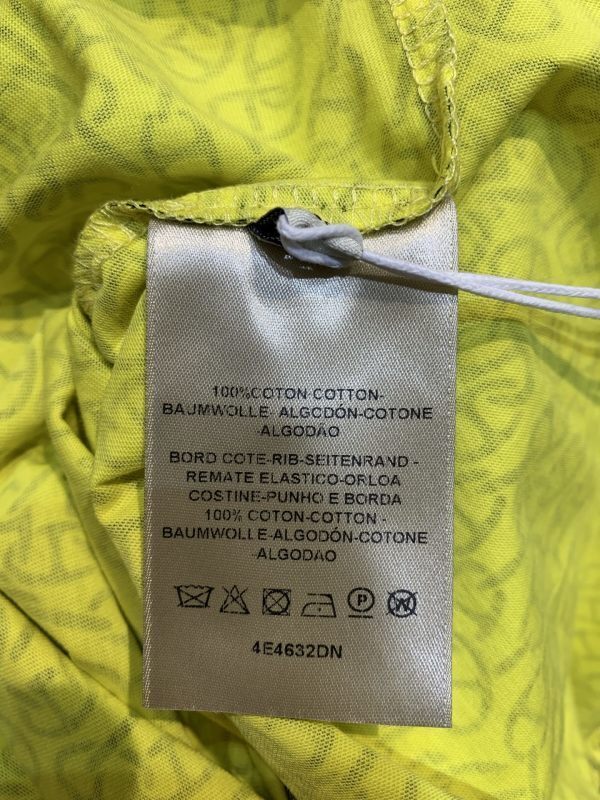 100%COTON-COTTON-
BAUMWOLLE- ALGODÓN-COTONE
-ALGODAO
BORD COTE-RIB-SEITENRAND -
REMATE ELASTICO-ORLOA
COSTINE-PUNHO E BORDA
100% COTON-COTTON -
BAUMWOLLE-ALGODÓN-COTONE
-ALGODAO
P W
4E4632DN